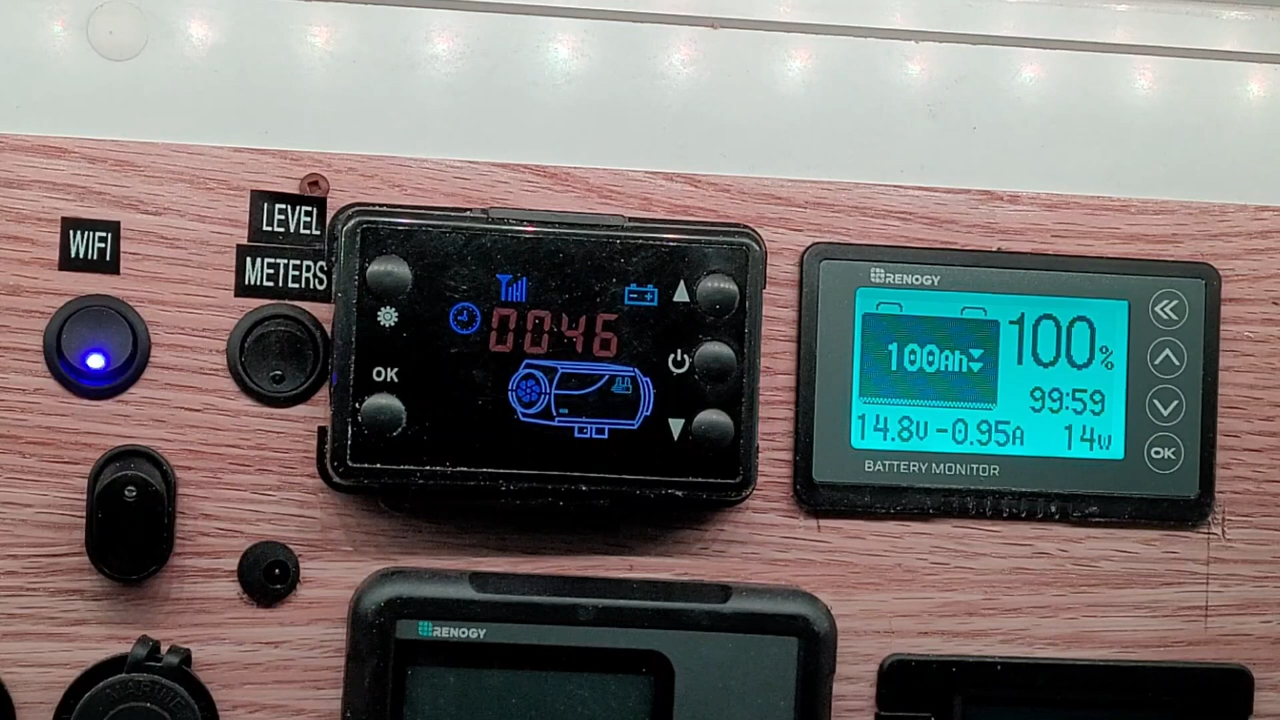 WIFI
LEVEL
METERS
OK
0046
RENOGY
100Ah
100%
99:59
14.8V -0.95A 14W
OK
BATTERY MONITOR
RENOGY
MARINE